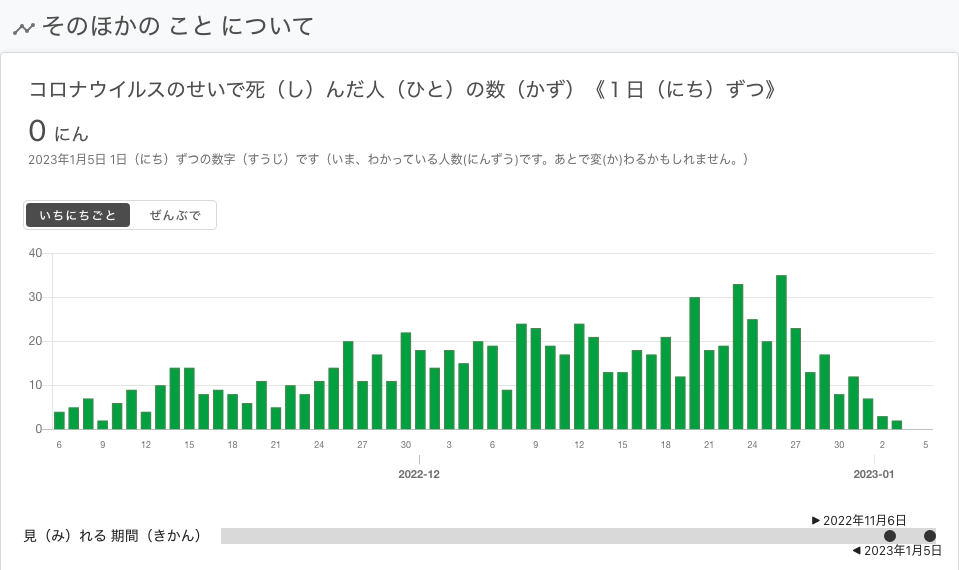 そのほかの こと について
コロナウイルスのせいで死（し）んだ人（ひと）の数（かず）《１日（にち）ずつ》
0 にん
2023年1月5日 1日（にち）ずつの数字（すうじ）です（いま、わかっている人数(にんずう)です。あとで変(か)わるかもしれません。）
いちにちごと ぜんぶで
40
30
20
10
0
6 9 12 15 18 21 24 27 30 3 6 9 12 15 18 21 24 27 30 2 5
2022-12 2023-01
▶ 2022年11月6日
見（み）れる 期間（きかん）
◀ 2023年1月5日